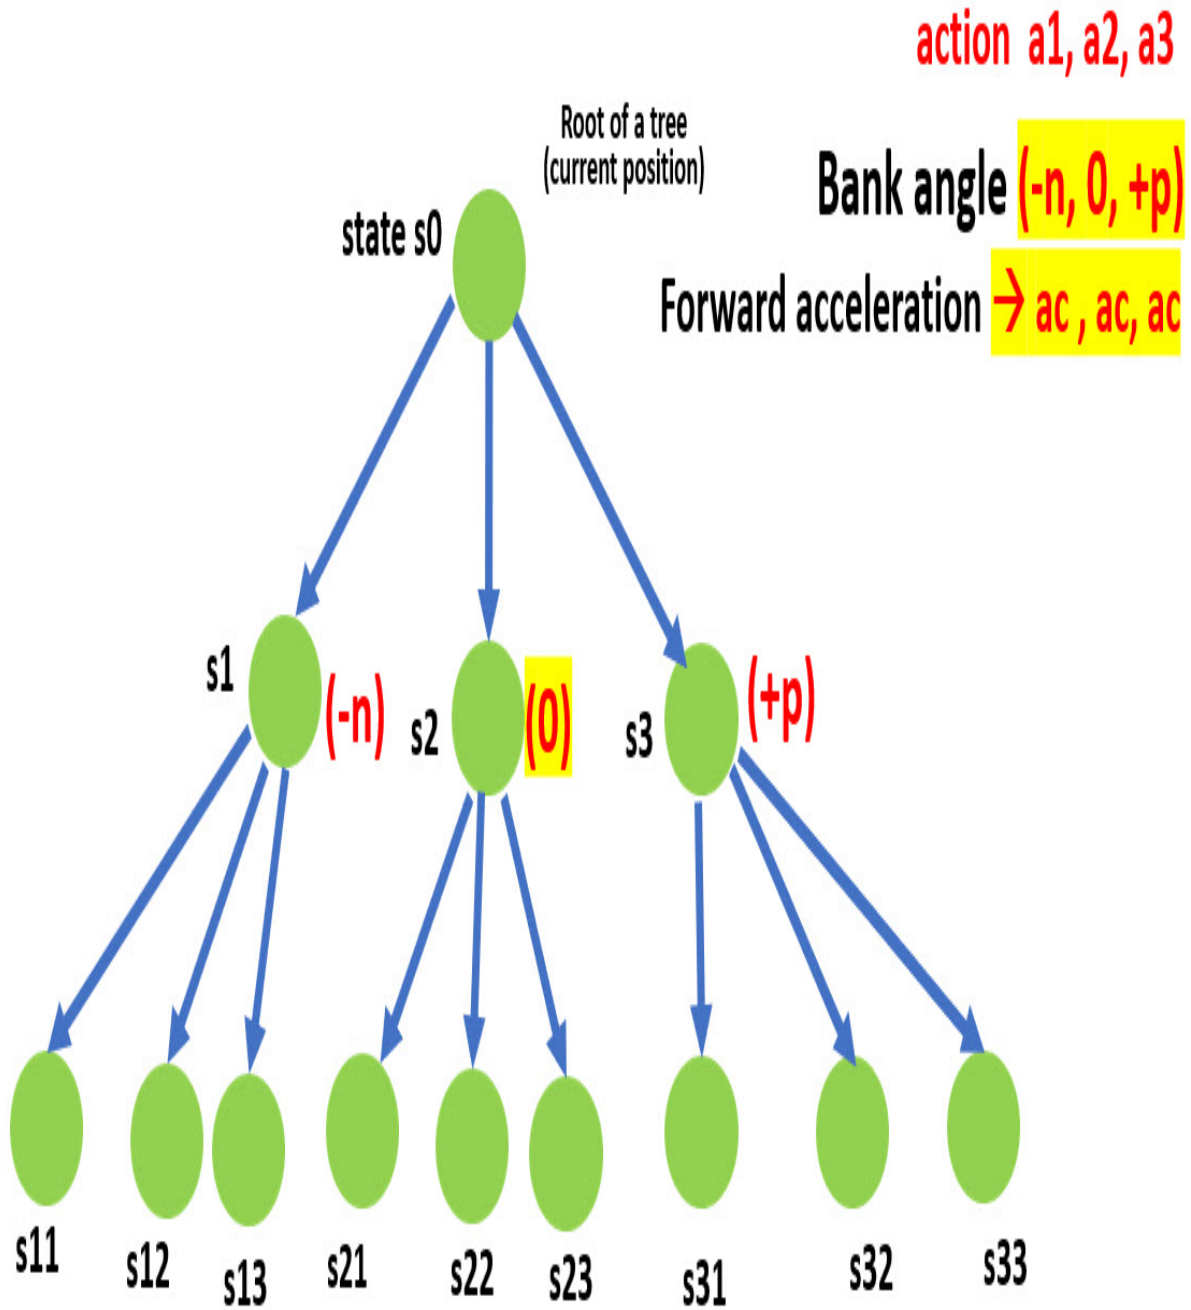 action a1, a2, a3
Root of a tree
(current position)
Bank angle (-n, 0, +p)
state s0
Forward acceleration → ac , ac, ac
s1
(-n)
s2
(0)
s3
(+p)
s11
s12
s13
s21
s22
s23
s31
s32
s33